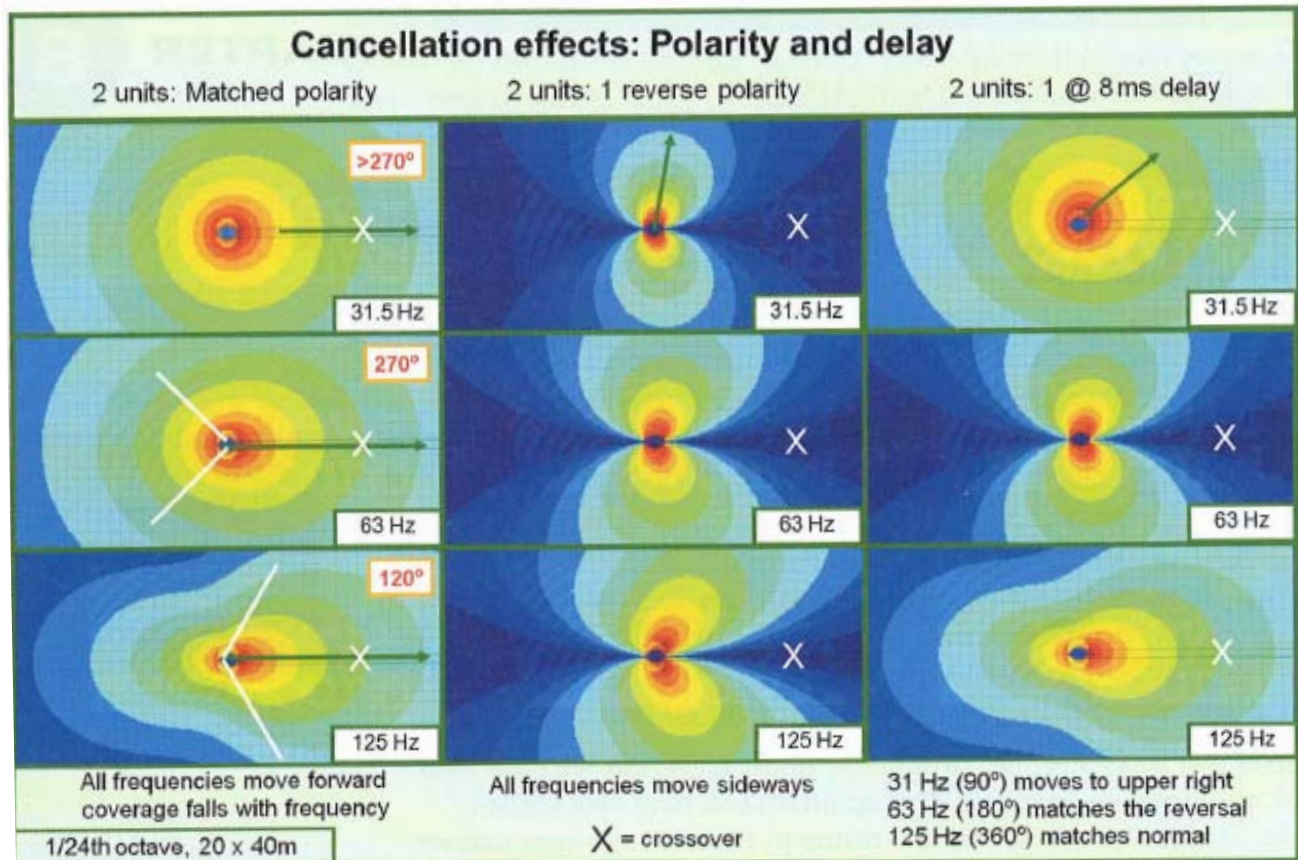 Cancellation effects: Polarity and delay
2 units: Matched polarity
2 units: 1 reverse polarity
2 units: 1 @ 8 ms delay
>270°
X
31.5 Hz
X
31.5 Hz
X
31.5 Hz
270°
X
63 Hz
X
63 Hz
X
63 Hz
120°
X
125 Hz
X
125 Hz
X
125 Hz
All frequencies move forward
coverage falls with frequency
1/24th octave, 20 x 40m
All frequencies move sideways
X = crossover
31 Hz (90°) moves to upper right
63 Hz (180°) matches the reversal
125 Hz (360°) matches normal